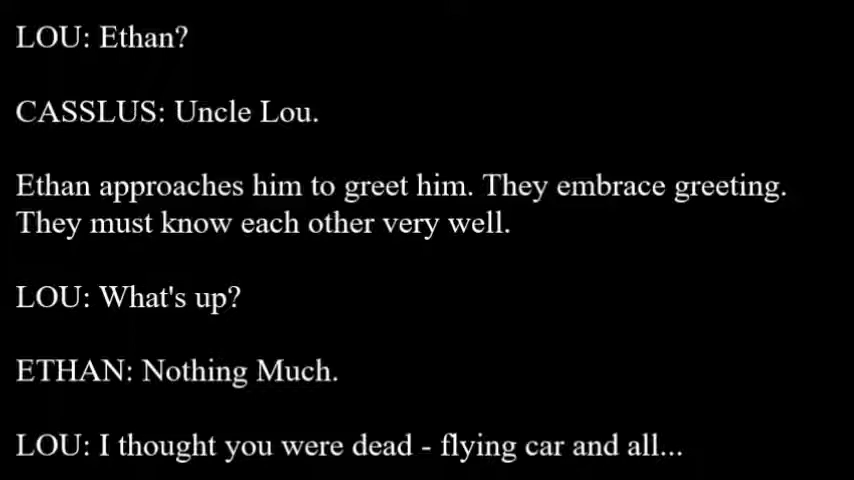 LOU: Ethan?
CASSLUS: Uncle Lou.
Ethan approaches him to greet him. They embrace greeting.
They must know each other very well.
LOU: What's up?
ETHAN: Nothing Much.
LOU: I thought you were dead - flying car and all...